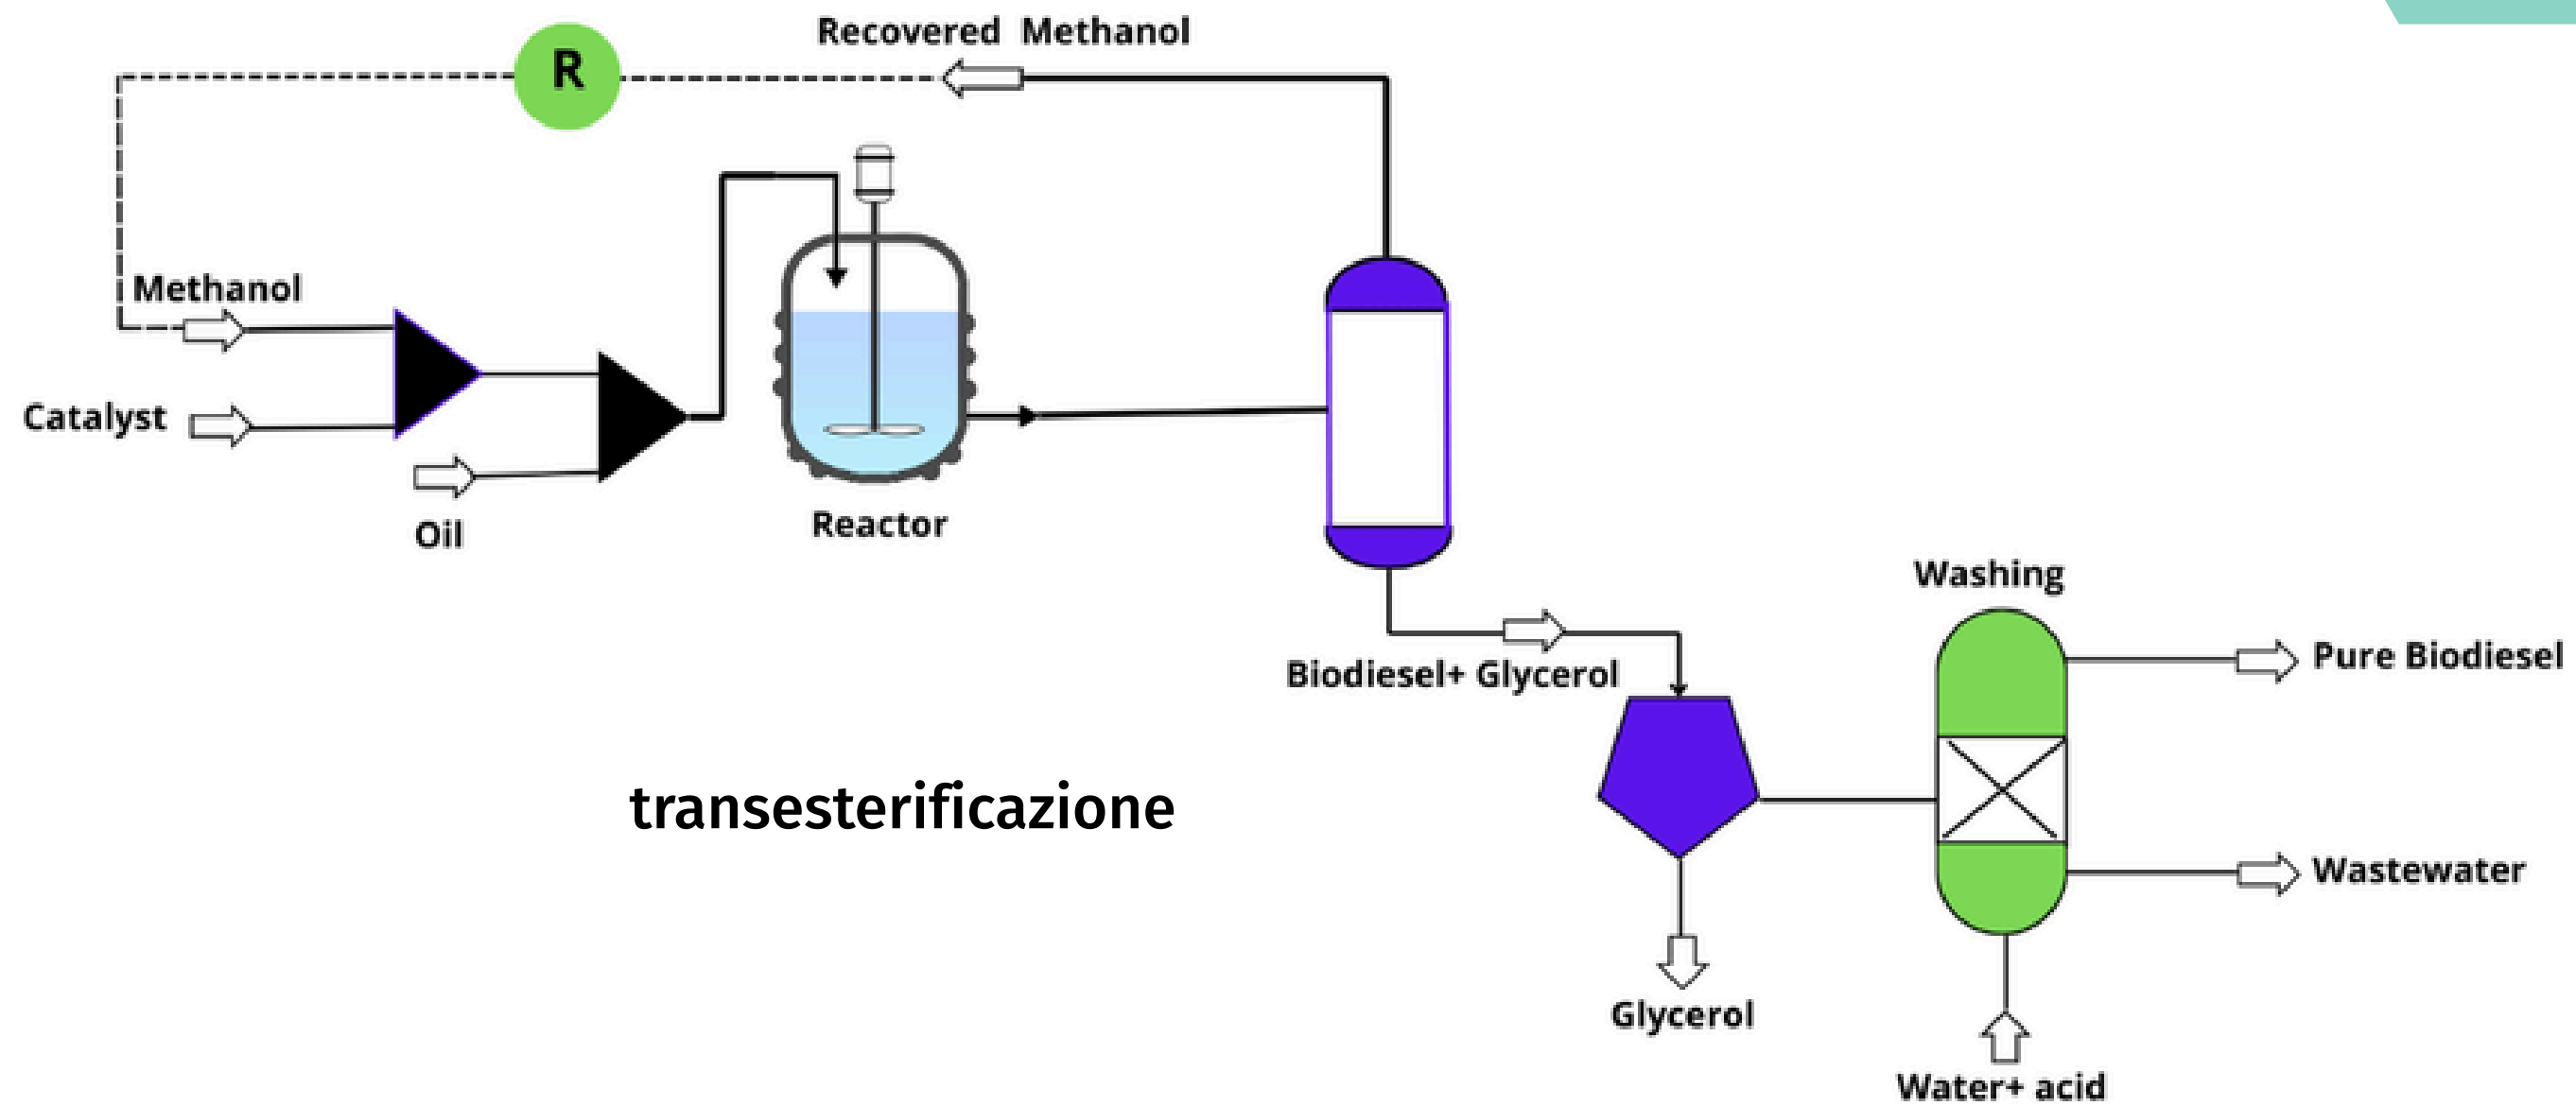 Recovered Methanol
R
Methanol
Catalyst
Oil
Reactor
Washing
Pure Biodiesel
Biodiesel+ Glycerol
transesterificazione
Wastewater
Glycerol
Water+ acid